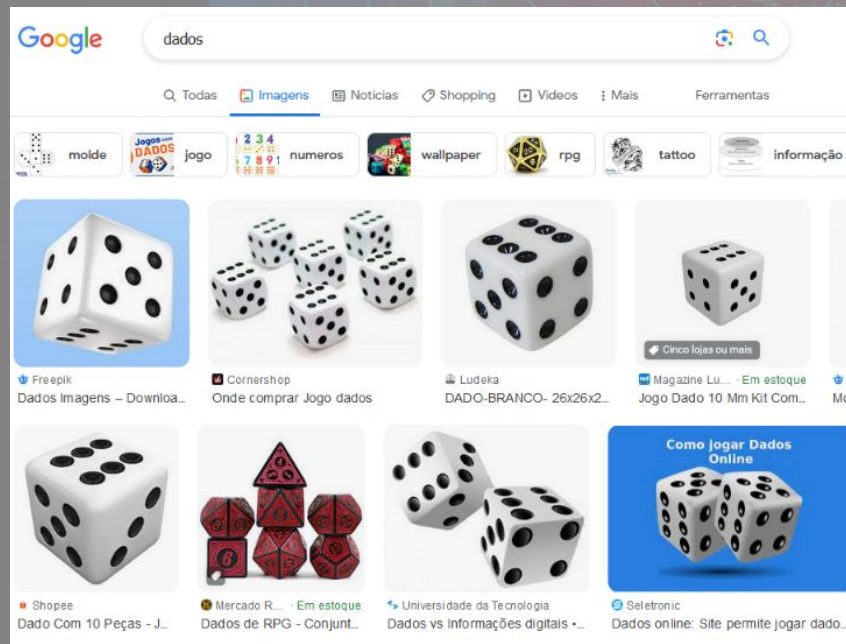 Google
dados
Todas Imagens Notícias Shopping Vídeos Mais Ferramentas
molde
Jogos com DADOS jogo
2 3 4
7 8 9 1 numeros
wallpaper
rpg
tattoo
informação
Cinco lojas ou mais
Freepik
Dados Imagens – Downloa...
Cornershop
Onde comprar Jogo dados
Ludeka
DADO-BRANCO- 26x26x2...
Magazine Lu... · Em estoque
Jogo Dado 10 Mm Kit Com...
Mo
Como jogar Dados
Online
6
Shopee
Dado Com 10 Peças - J...
Mercado R... · Em estoque
Dados de RPG - Conjunt...
Universidade da Tecnologia
Dados vs Informações digitais •...
Seletronic
Dados online: Site permite jogar dado...